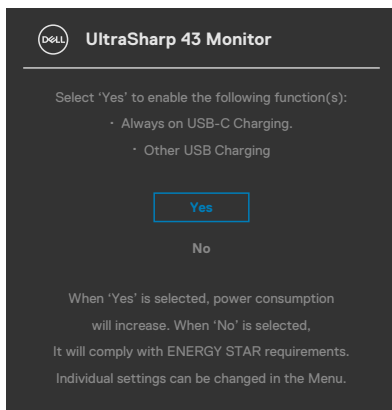 DELL UltraSharp 43 Monitor
Select ‘Yes’ to enable the following function(s):
· Always on USB-C Charging.
· Other USB Charging
Yes
No
When ‘Yes’ is selected, power consumption
will increase. When ‘No’ is selected,
It will comply with ENERGY STAR requirements.
Individual settings can be changed in the Menu.